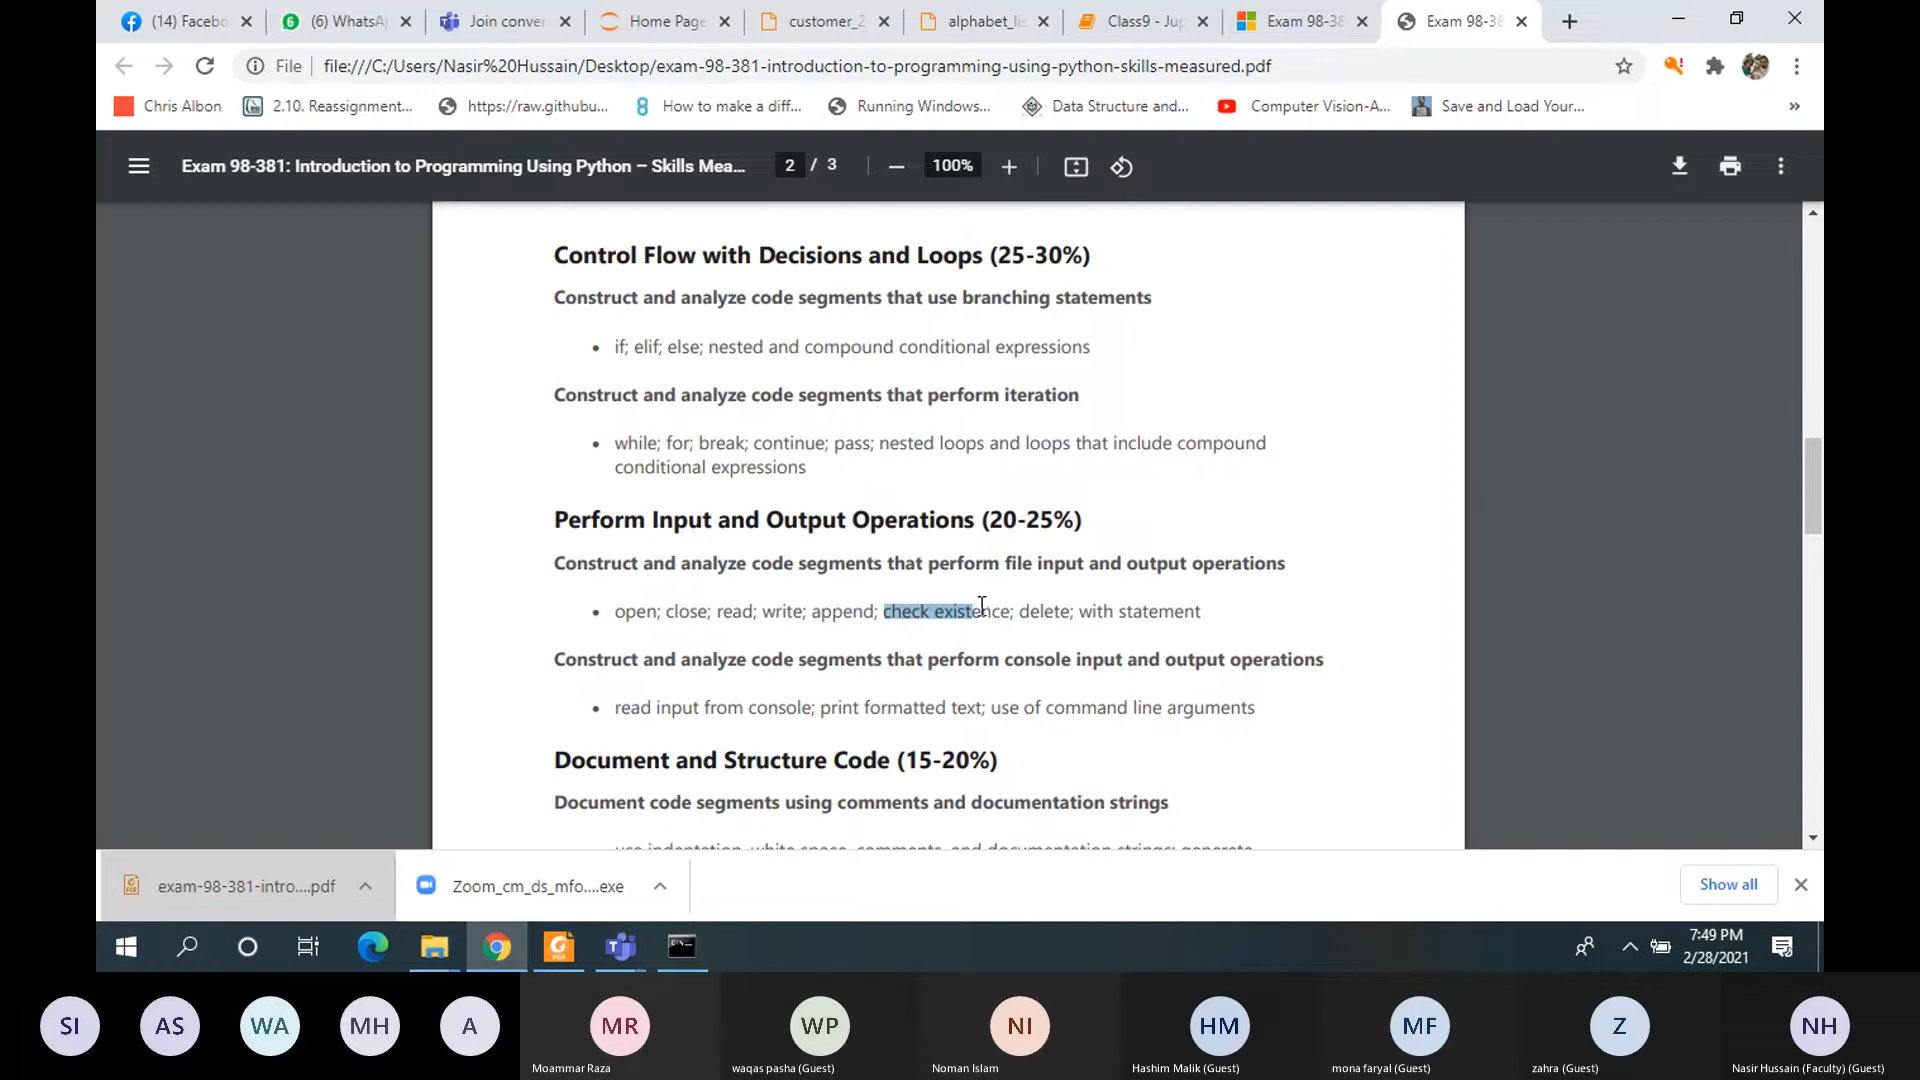 (14) Facebo
(6) WhatsA
Join conver
Home Page
customer_2
alphabet_lis
Class9 - Jup
Exam 98-38
Exam 98-38
File
file:///C:/Users/Nasir%20Hussain/Desktop/exam-98-381-introduction-to-programming-using-python-skills-measured.pdf
Chris Albon
2.10. Reassignment...
https://raw.githubu...
How to make a diff...
Running Windows...
Data Structure and...
Computer Vision-A...
Save and Load Your...
»
Exam 98-381: Introduction to Programming Using Python – Skills Mea...
2 / 3
100%
Control Flow with Decisions and Loops (25-30%)
Construct and analyze code segments that use branching statements
• if; elif; else; nested and compound conditional expressions
Construct and analyze code segments that perform iteration
• while; for; break; continue; pass; nested loops and loops that include compound
conditional expressions
Perform Input and Output Operations (20-25%)
Construct and analyze code segments that perform file input and output operations
• open; close; read; write; append; check existence; delete; with statement
Construct and analyze code segments that perform console input and output operations
• read input from console; print formatted text; use of command line arguments
Document and Structure Code (15-20%)
Document code segments using comments and documentation strings
use indentation, white space, comments, and documentation strings; generate
exam-98-381-intro....pdf
Zoom_cm_ds_mfo....exe
Show all
7:49 PM
2/28/2021
SI
AS
WA
MH
A
MR
WP
NI
HM
MF
Z
NH
Moammar Raza
waqas pasha (Guest)
Noman Islam
Hashim Malik (Guest)
mona faryal (Guest)
zahra (Guest)
Nasir Hussain (Faculty) (Guest)